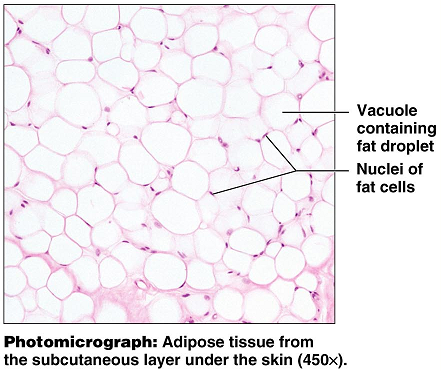 Vacuole
containing
fat droplet
Nuclei of
fat cells
Photomicrograph: Adipose tissue from
the subcutaneous layer under the skin (450×).